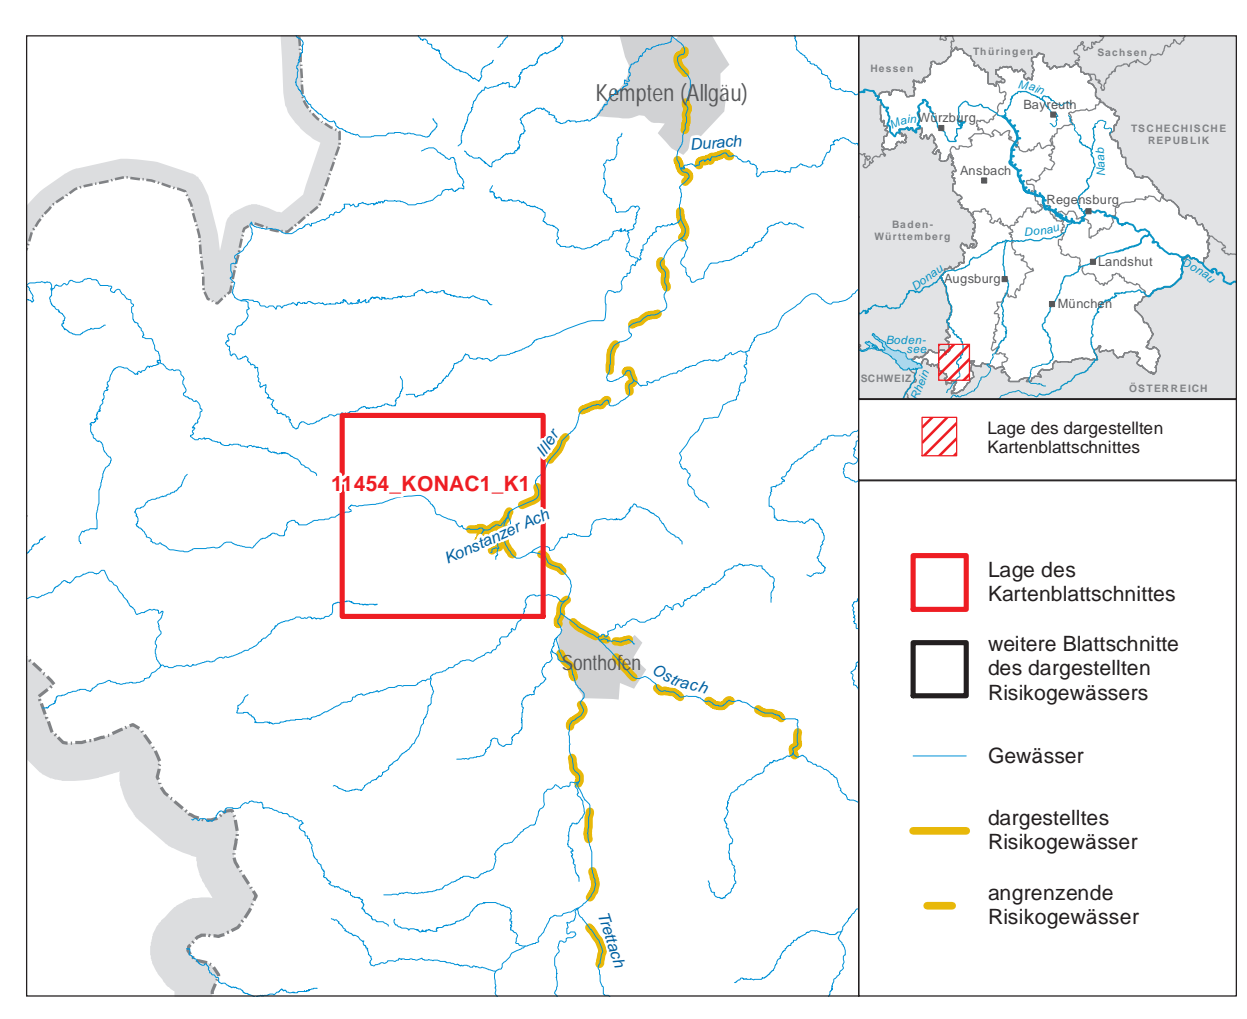 Kempten (Allgäu)
Durach
Iller
11454_KONAC1_K1
Konstanzer Ach
Sonthofen
Ostrach
Trettach
Thüringen
Sachsen
Hessen
Main
Bayreuth
Main
Würzburg
TSCHECHISCHE
REPUBLIK
Naab
Ansbach
Regensburg
Baden-
Württemberg
Donau
Landshut
Donau
Augsburg
Donau
München
Boden-
see
SCHWEIZ
Rhein
ÖSTERREICH
Lage des dargestellten
Kartenblattschnittes
Lage des
Kartenblattschnittes
weitere Blattschnitte
des dargestellten
Risikogewässers
Gewässer
dargestelltes
Risikogewässer
angrenzende
Risikogewässer